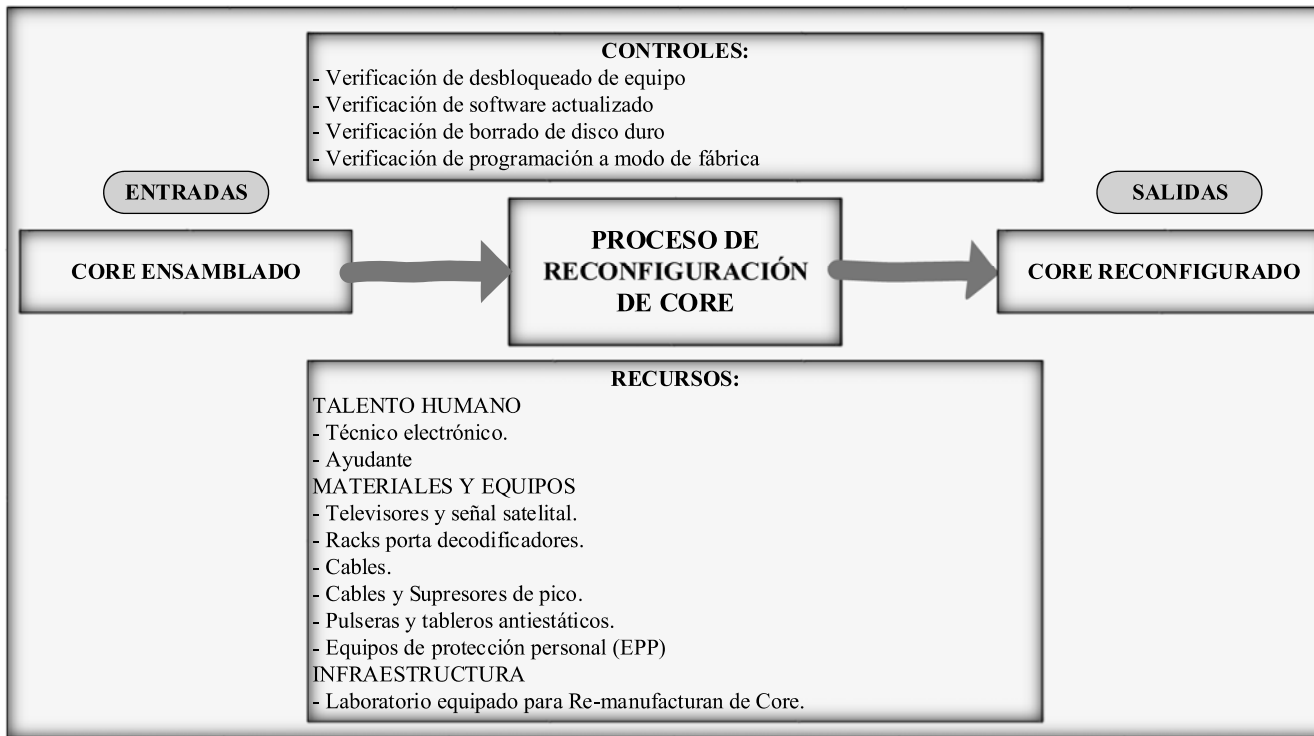 CONTROLES:
- Verificación de desbloqueado de equipo
- Verificación de software actualizado
- Verificación de borrado de disco duro
- Verificación de programación a modo de fábrica
ENTRADAS
SALIDAS
CORE ENSAMBLADO
PROCESO DE
RECONFIGURACIÓN
DE CORE
CORE RECONFIGURADO
RECURSOS:
TALENTO HUMANO
- Técnico electrónico.
- Ayudante
MATERIALES Y EQUIPOS
- Televisores y señal satelital.
- Racks porta decodificadores.
- Cables.
- Cables y Supresores de pico.
- Pulseras y tableros antiestáticos.
- Equipos de protección personal (EPP)
INFRAESTRUCTURA
- Laboratorio equipado para Re-manufacturan de Core.